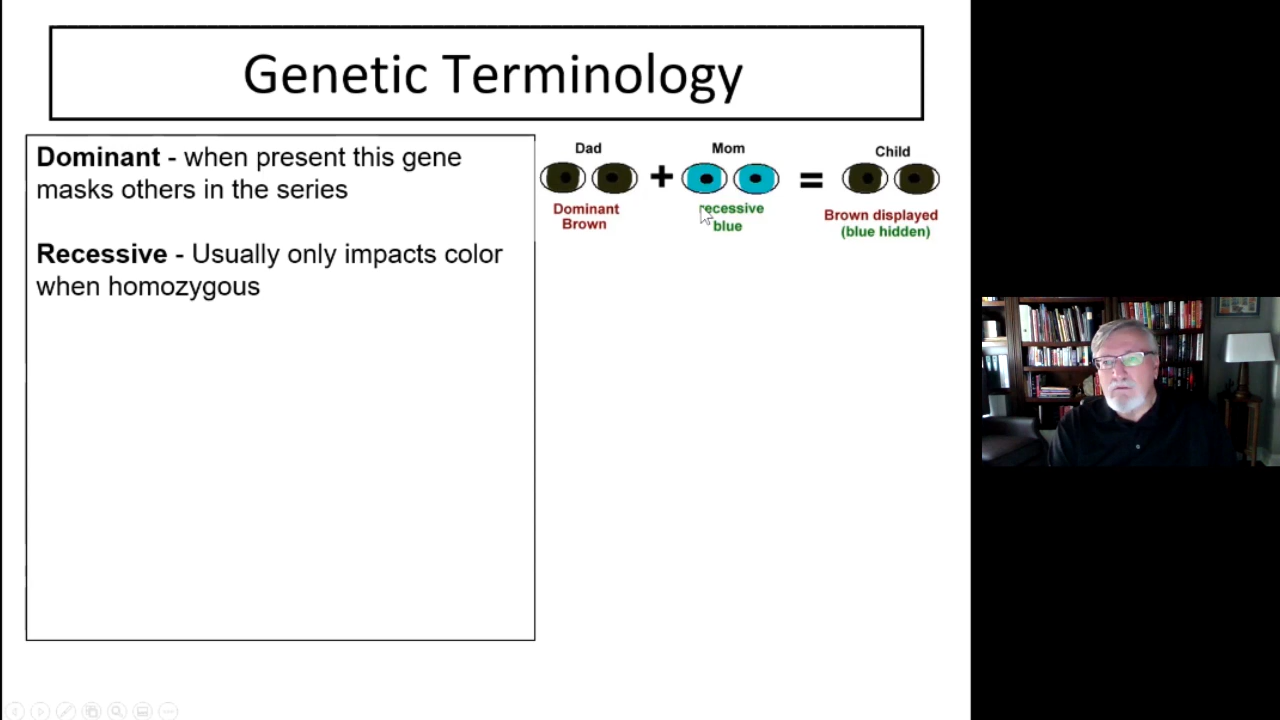 Genetic Terminology
Dominant - when present this gene
masks others in the series
Recessive - Usually only impacts color
when homozygous
Dad
Mom
Child
+
=
Dominant
Brown
recessive
blue
Brown displayed
(blue hidden)